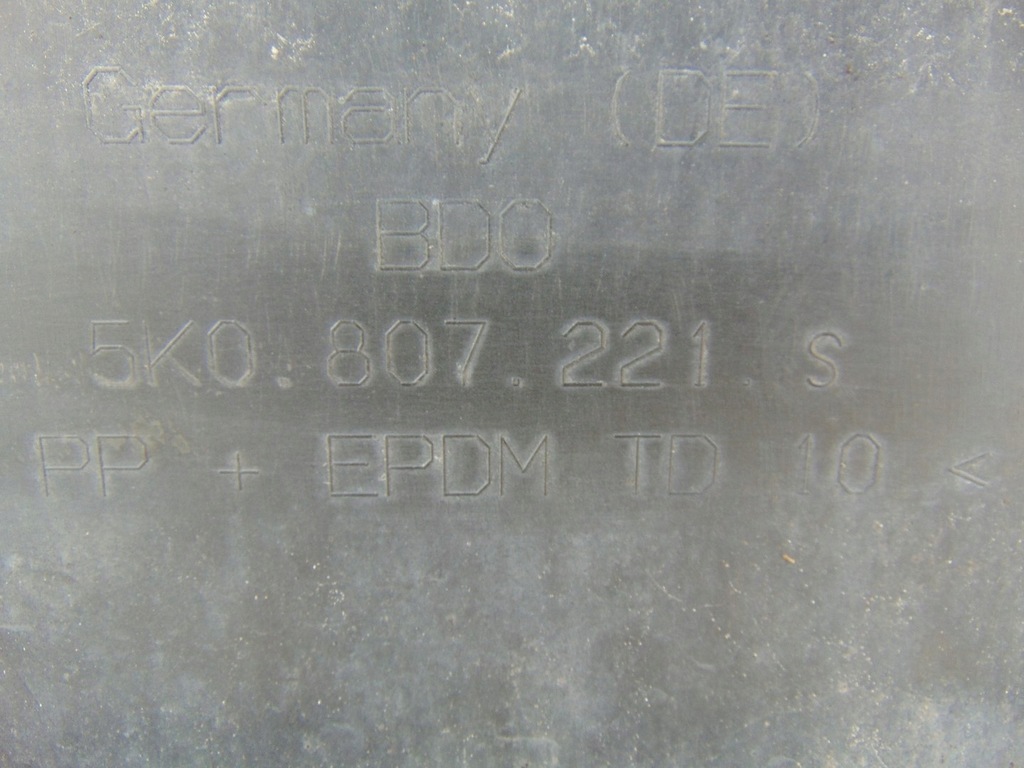 Germany (DE)
BDO
5K0.807.221.S
PP + EPDM TD 10 <